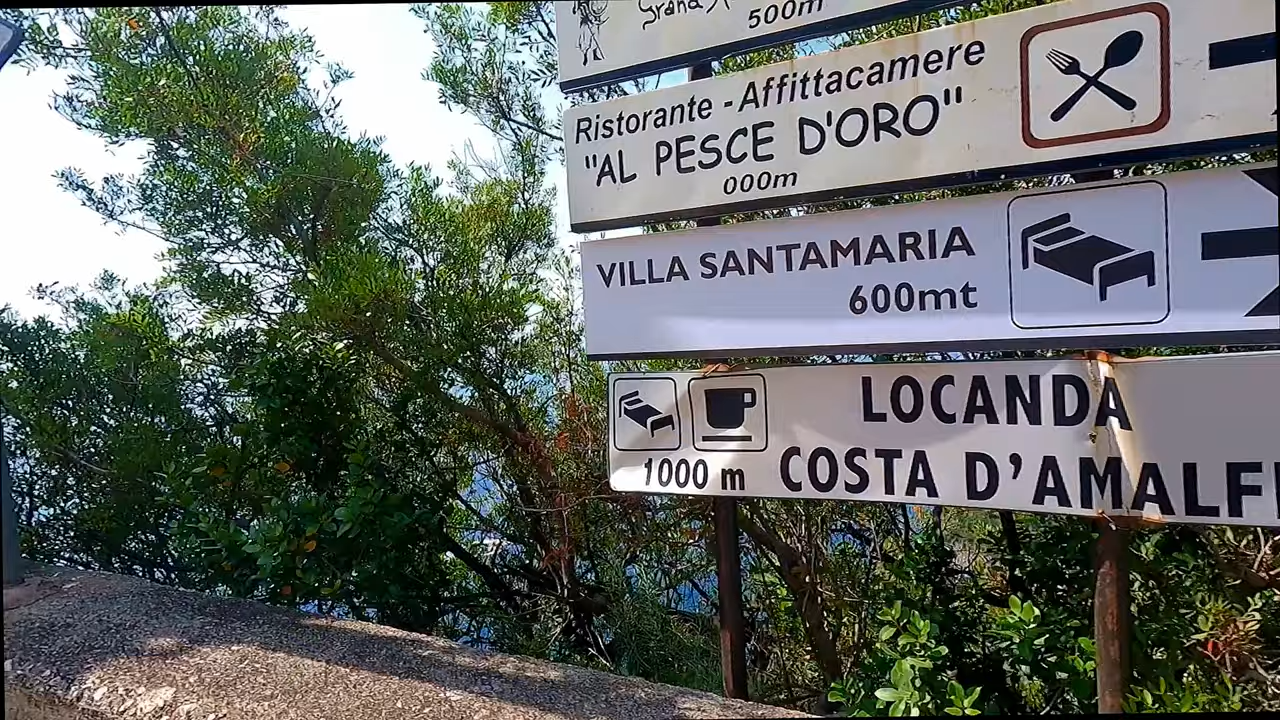 500m
Ristorante - Affittacamere
"AL PESCE D'ORO"
000m
VILLA SANTAMARIA
600mt
LOCANDA
1000 m COSTA D'AMALF